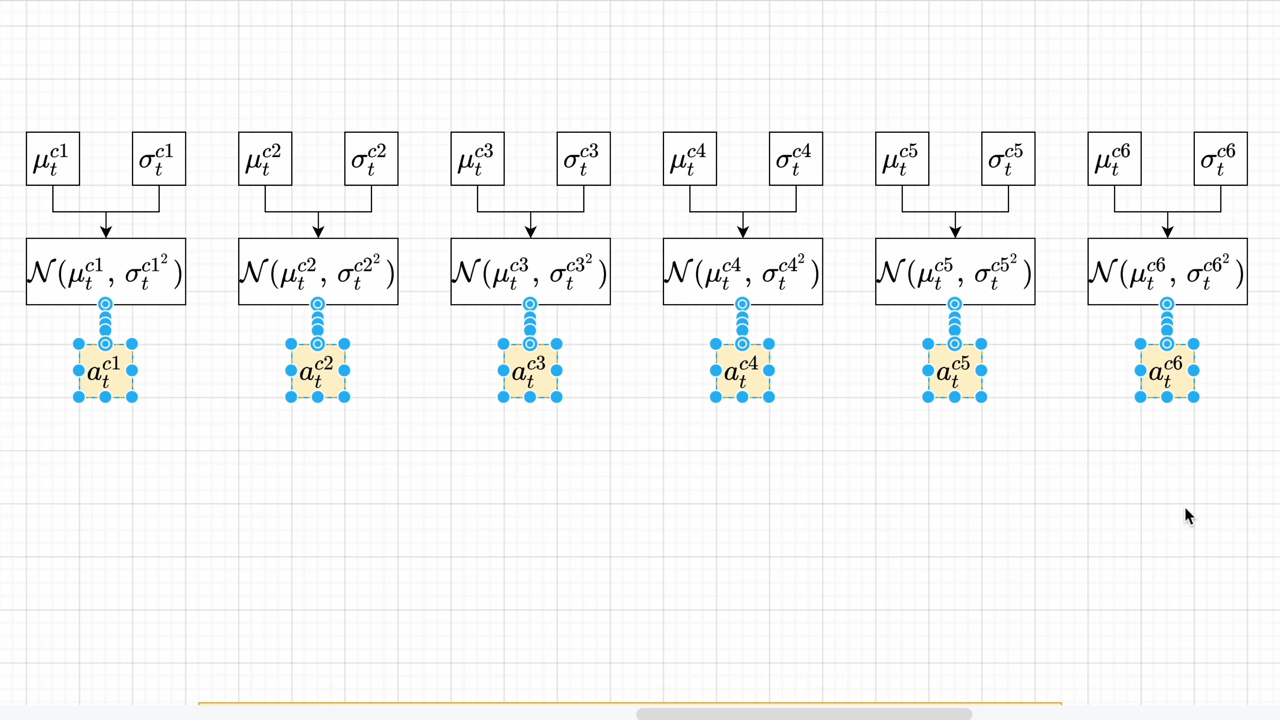 μ_t^{c1} σ_t^{c1} μ_t^{c2} σ_t^{c2} μ_t^{c3} σ_t^{c3} μ_t^{c4} σ_t^{c4} μ_t^{c5} σ_t^{c5} μ_t^{c6} σ_t^{c6}
𝒩(μ_t^{c1}, σ_t^{c1^2}) 𝒩(μ_t^{c2}, σ_t^{c2^2}) 𝒩(μ_t^{c3}, σ_t^{c3^2}) 𝒩(μ_t^{c4}, σ_t^{c4^2}) 𝒩(μ_t^{c5}, σ_t^{c5^2}) 𝒩(μ_t^{c6}, σ_t^{c6^2})
a_t^{c1} a_t^{c2} a_t^{c3} a_t^{c4} a_t^{c5} a_t^{c6}